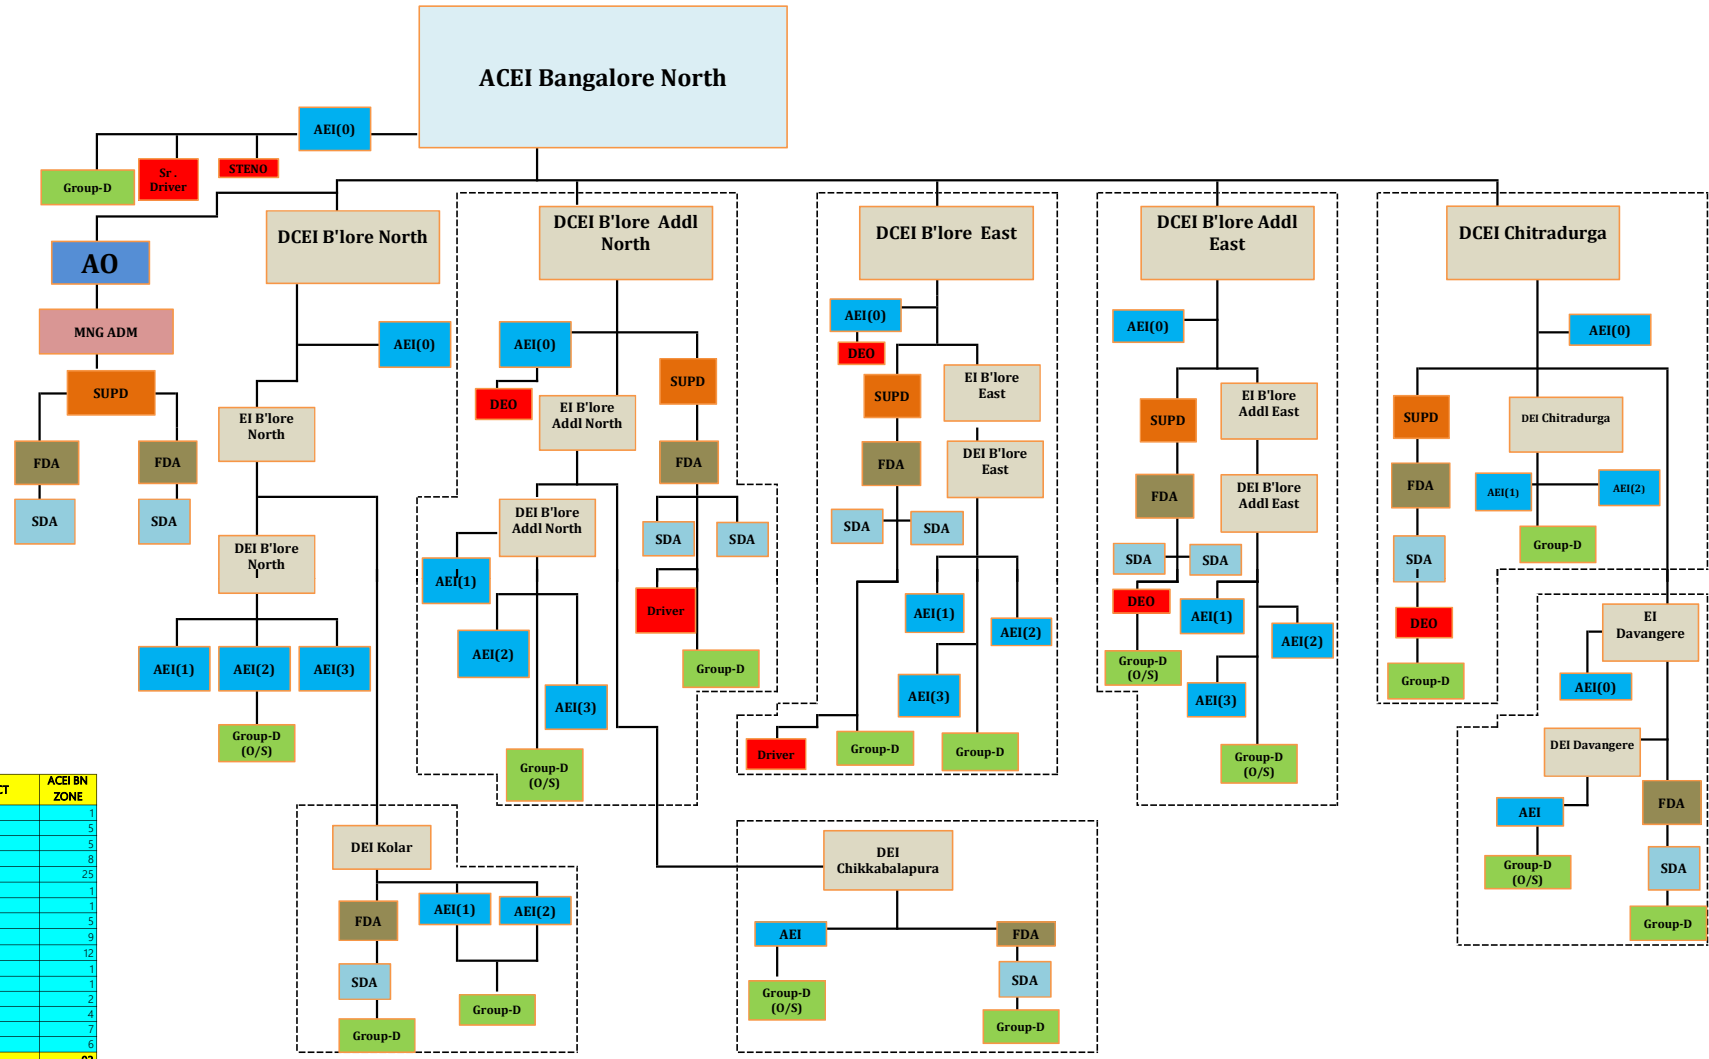 ACEI Bangalore North
AEI(0)
Group-D
Sr .
Driver
STENO
AO
MNG ADM
SUPD
FDA
FDA
SDA
SDA
DCEI B'lore North
AEI(0)
EI B'lore
North
DEI B'lore
North
AEI(1)
AEI(2)
AEI(3)
Group-D
(O/S)
DEI Kolar
FDA
AEI(1)
AEI(2)
SDA
Group-D
Group-D
DCEI B'lore Addl
North
AEI(0)
DEO
SUPD
EI B'lore
Addl North
FDA
DEI B'lore
Addl North
SDA
SDA
AEI(1)
Driver
AEI(2)
Group-D
AEI(3)
Group-D
(O/S)
DEI
Chikkabalapura
AEI
FDA
Group-D
(O/S)
SDA
Group-D
DCEI B'lore East
AEI(0)
DEO
SUPD
EI B'lore
East
FDA
DEI B'lore
East
SDA
SDA
AEI(1)
AEI(2)
AEI(3)
Driver
Group-D
Group-D
DCEI B'lore Addl
East
AEI(0)
SUPD
EI B'lore
Addl East
FDA
DEI B'lore
Addl East
SDA
SDA
DEO
AEI(1)
AEI(2)
Group-D
(O/S)
AEI(3)
Group-D
(O/S)
DCEI Chitradurga
AEI(0)
SUPD
DEI Chitradurga
FDA
AEI(1)
AEI(2)
SDA
Group-D
DEO
Group-D
EI
Davangere
AEI(0)
DEI Davangere
AEI
FDA
Group-D
(O/S)
SDA
Group-D
CT
ACEI BN
ZONE
1
5
5
8
25
1
1
5
9
12
1
1
2
4
7
6